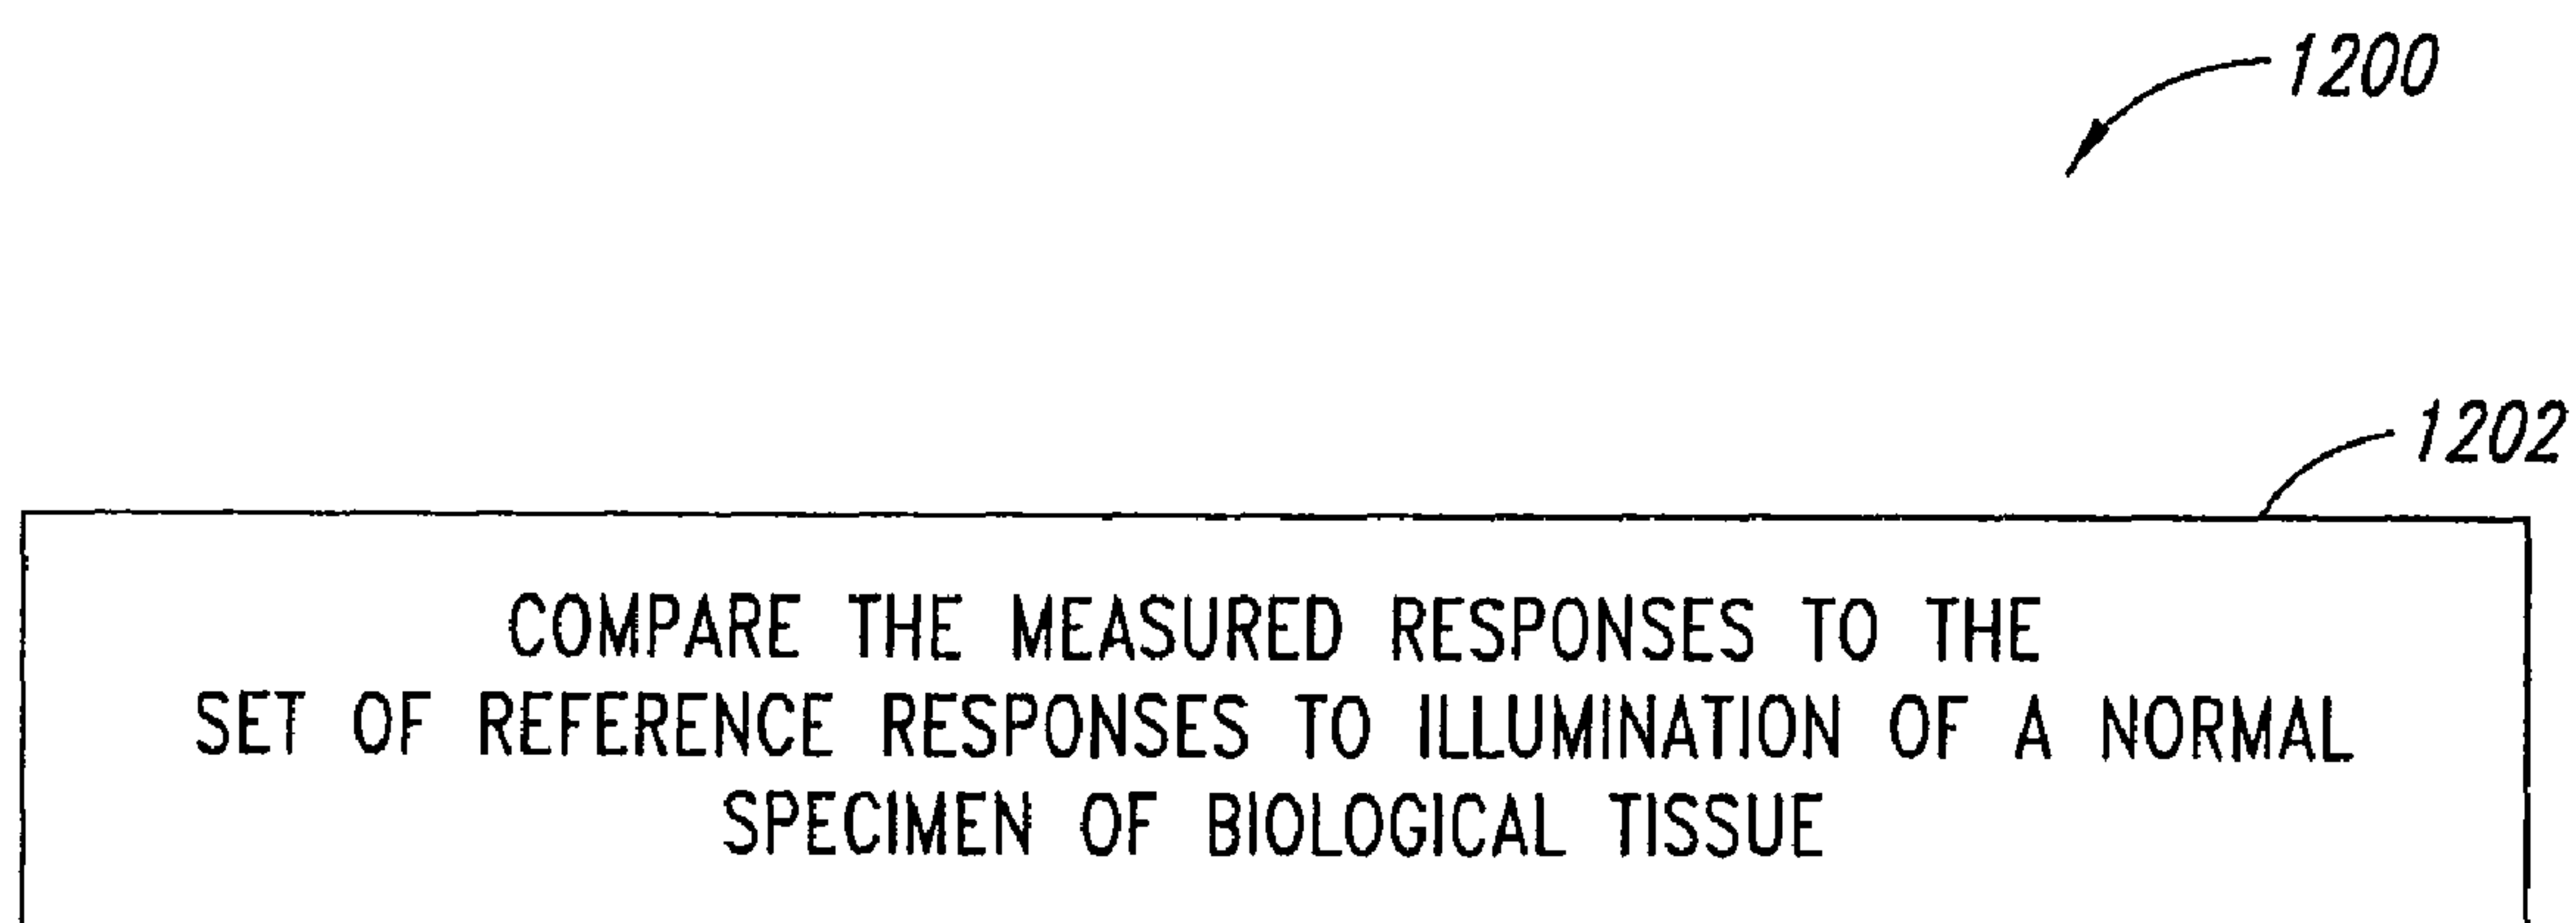 1200
1202
COMPARE THE MEASURED RESPONSES TO THE
SET OF REFERENCE RESPONSES TO ILLUMINATION OF A NORMAL
SPECIMEN OF BIOLOGICAL TISSUE